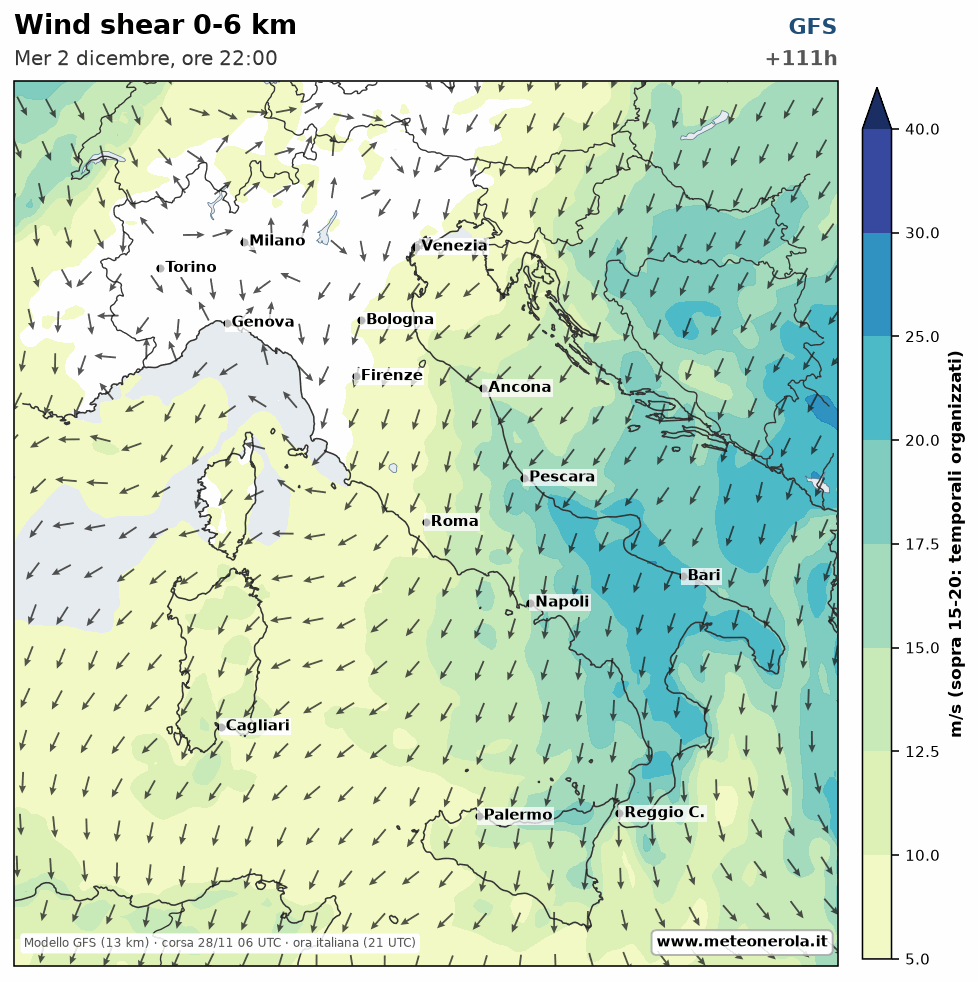 Wind shear 0-6 km
GFS
Mer 2 dicembre, ore 22:00
+111h
40.0
30.0
25.0
20.0
17.5
15.0
12.5
10.0
5.0
m/s (sopra 15-20: temporali organizzati)
Milano
Venezia
Torino
Genova
Bologna
Firenze
Ancona
Pescara
Roma
Bari
Napoli
Cagliari
Palermo
Reggio C.
Modello GFS (13 km) · corsa 28/11 06 UTC · ora italiana (21 UTC)
www.meteonerola.it